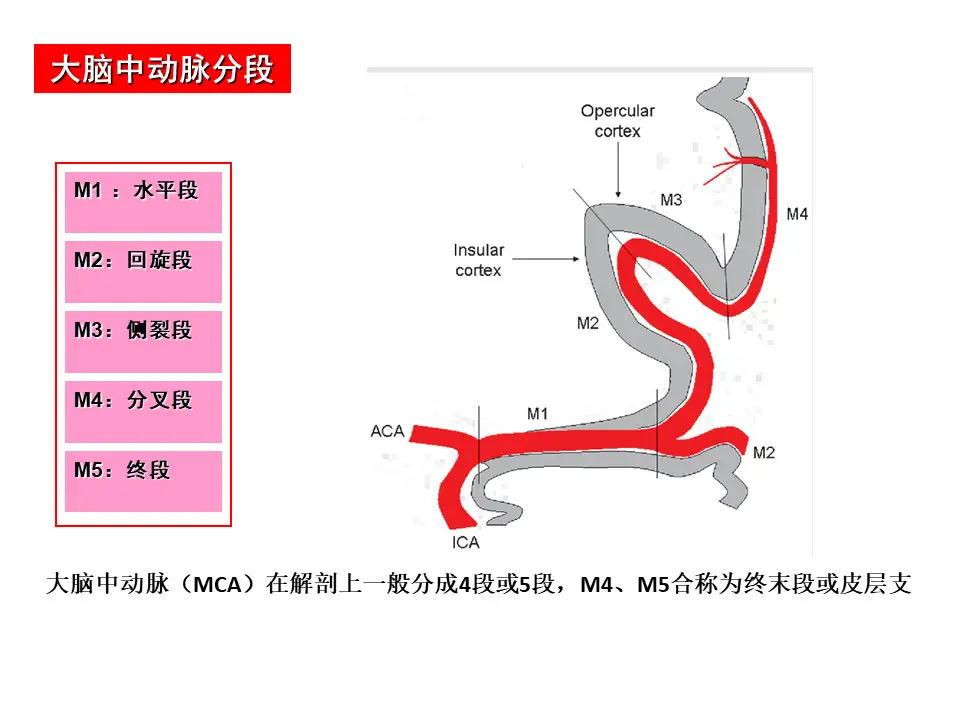 大脑中动脉分段
M1 ：水平段
M2：回旋段
M3：侧裂段
M4：分叉段
M5：终段
Opercular
cortex
M3
M4
Insular
cortex
M2
M1
ACA
M2
ICA
大脑中动脉（MCA）在解剖上一般分成4段或5段，M4、M5合称为终末段或皮层支